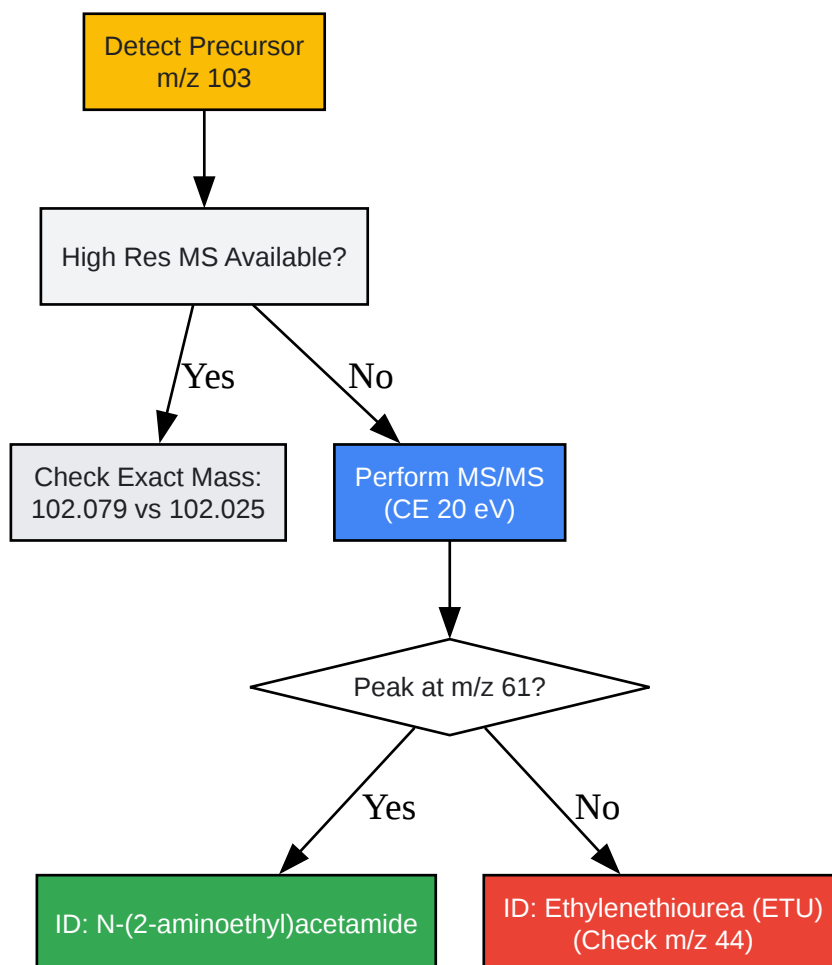 Detect Precursor
m/z 103
High Res MS Available?
Yes
No
Check Exact Mass:
102.079 vs 102.025
Perform MS/MS
(CE 20 eV)
Peak at m/z 61?
Yes
No
ID: N-(2-aminoethyl)acetamide
ID: Ethylenethiourea (ETU)
(Check m/z 44)